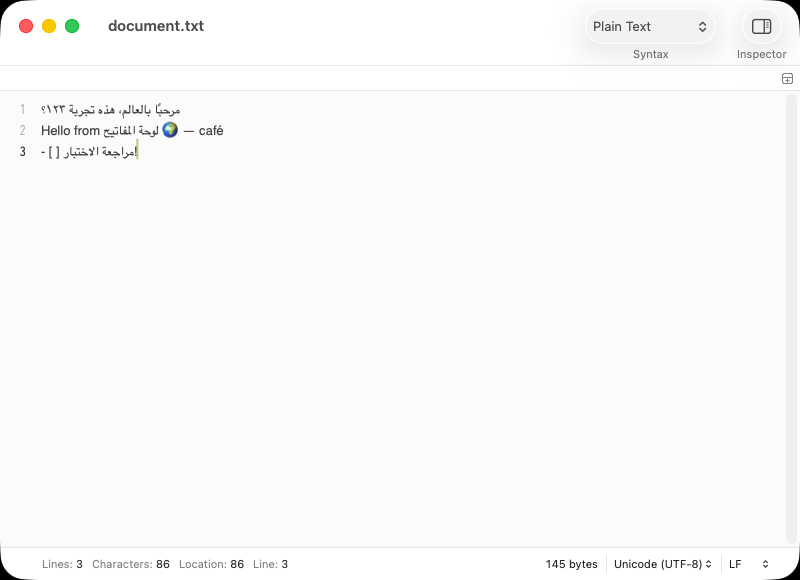 مرحبًا بالعالم، هذه تجربة ١٢٣؟
Hello from لوحة المفاتيح 🌍 — café
- [ ] مراجعة الاختبار!
document.txt
Plain Text
Syntax
Inspector
1
2
3
Lines: 3 Characters: 86 Location: 86 Line: 3
145 bytes
Unicode (UTF-8)
LF